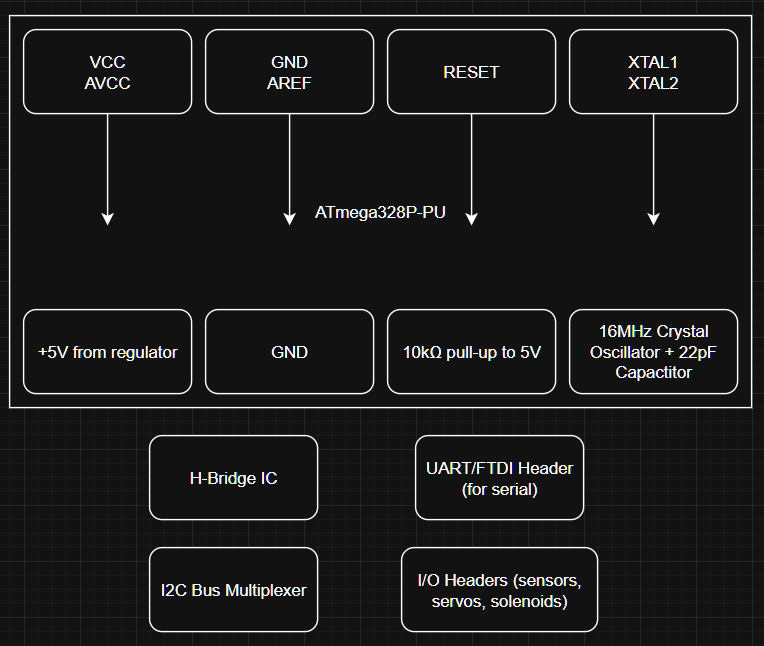 VCC
AVCC
GND
AREF
RESET
XTAL1
XTAL2
ATmega328P-PU
+5V from regulator
GND
10kΩ pull-up to 5V
16MHz Crystal
Oscillator + 22pF
Capactitor
H-Bridge IC
UART/FTDI Header
(for serial)
I2C Bus Multiplexer
I/O Headers (sensors,
servos, solenoids)